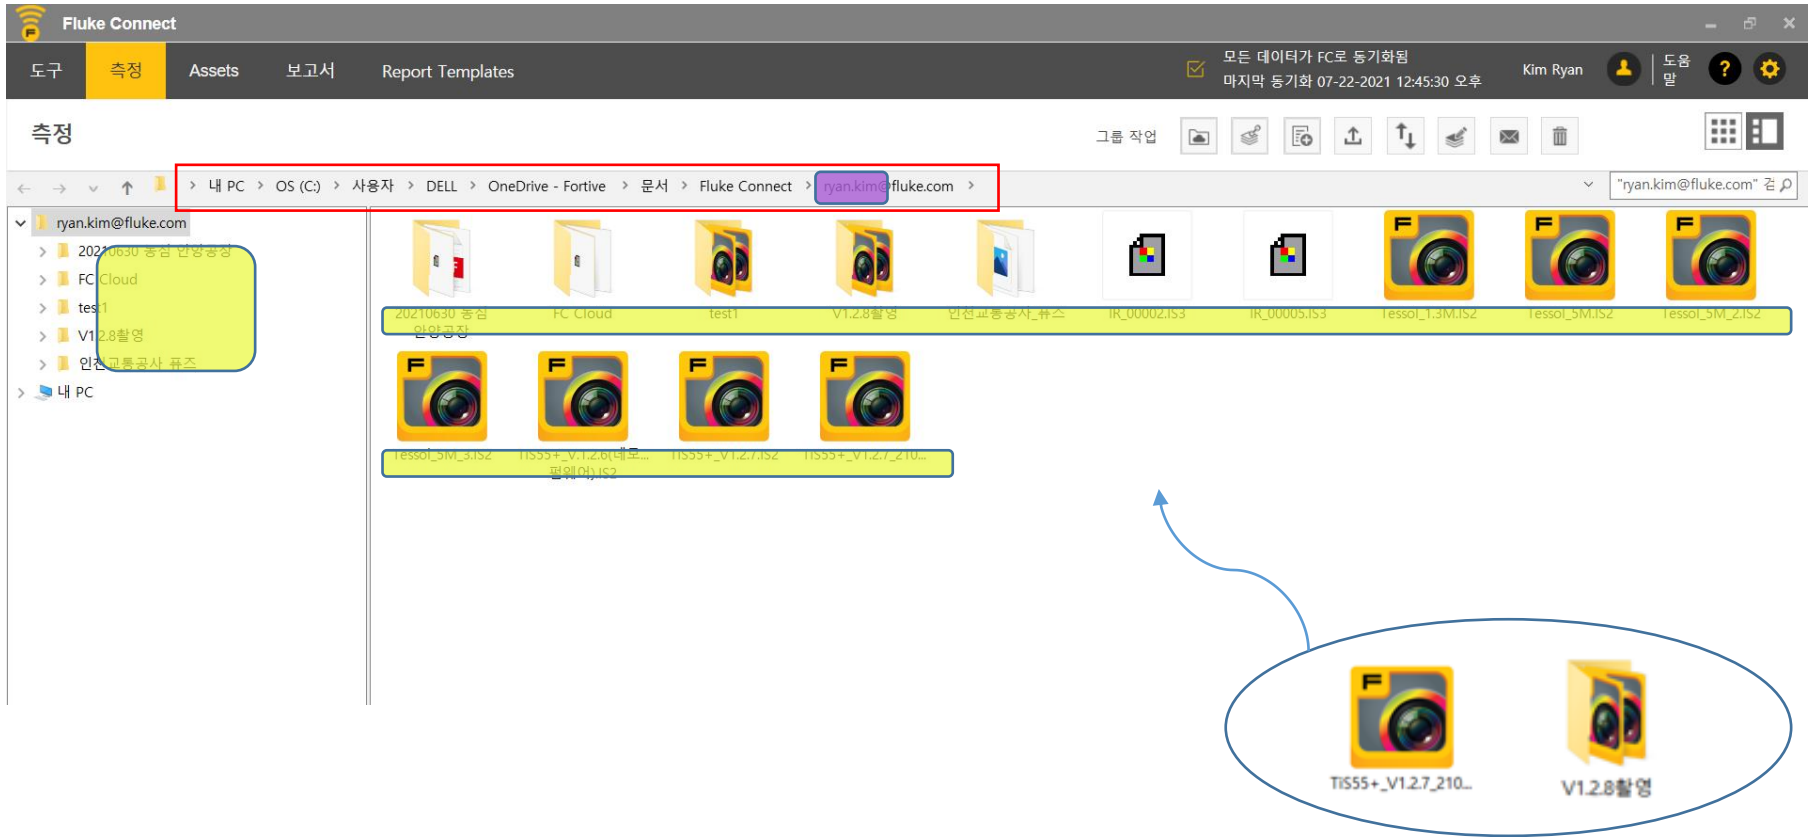 Fluke Connect
도구 측정 Assets 보고서 Report Templates
모든 데이터가 FC로 동기화됨
마지막 동기화 07-22-2021 12:45:30 오후
Kim Ryan
도움
말
측정
그룹 작업
내 PC > OS (C:) > 사용자 > DELL > OneDrive - Fortive > 문서 > Fluke Connect > ryan.kim@fluke.com >
"ryan.kim@fluke.com" 검
ryan.kim@fluke.com
20210630 농심 안양공장
FC Cloud
test1
V1.2.8촬영
인천교통공사_퓨즈
내 PC
20210630 농심
안양공장
FC Cloud
test1
V1.2.8촬영
인천교통공사_퓨즈
IR_00002.IS3
IR_00005.IS3
Tessol_1.3M.IS2
Tessol_5M.IS2
Tessol_5M_2.IS2
Tessol_5M_3.IS2
TiS55+_V.1.2.6(데모...
펌웨어).IS2
TiS55+_V1.2.7.IS2
TiS55+_V1.2.7_210...
TiS55+_V1.2.7_210...
V1.2.8촬영